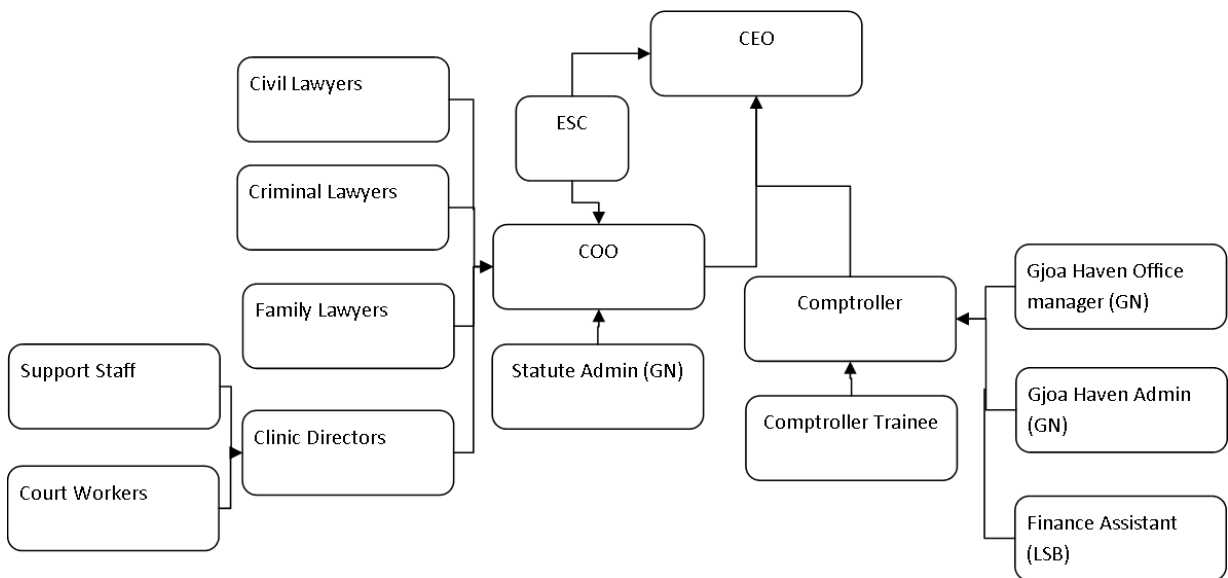 CEO
Civil Lawyers
ESC
Criminal Lawyers
COO
Gjoa Haven Office
manager (GN)
Comptroller
Family Lawyers
Statute Admin (GN)
Support Staff
Gjoa Haven Admin
(GN)
Comptroller Trainee
Clinic Directors
Court Workers
Finance Assistant
(LSB)